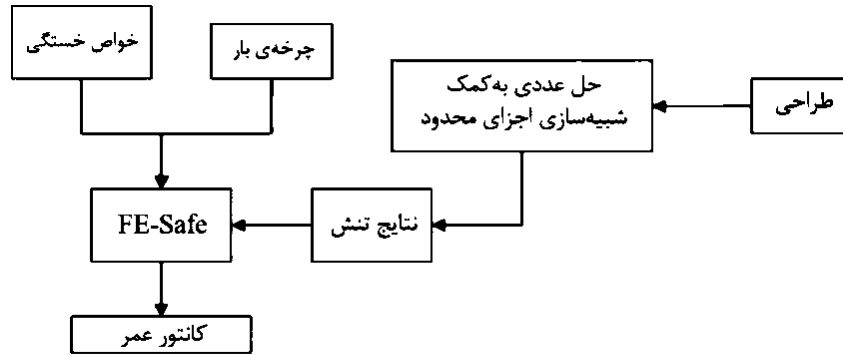 خواص خستگی
چرخه‌ی بار
حل عددی به‌کمک
شبیه‌سازی اجزای محدود
طراحی
نتایج تنش
FE-Safe
کانتور عمر